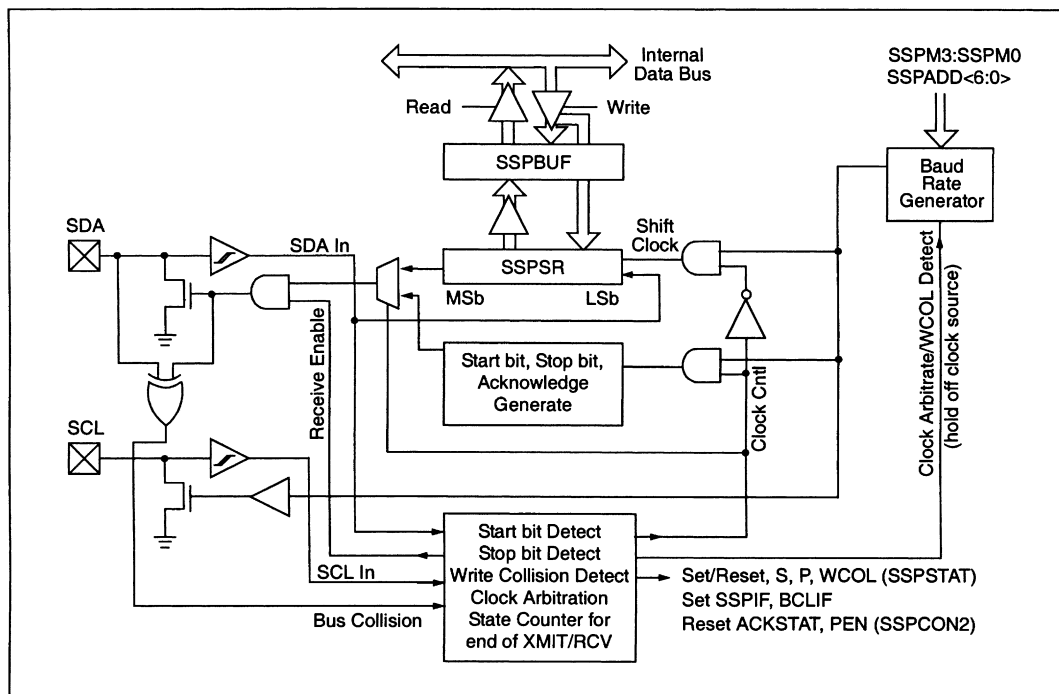 Internal
Data Bus
SSPM3:SSPM0
SSPADD<6:0>
Read
Write
SSPBUF
Baud
Rate
Generator
SDA
SDA In
Shift
Clock
SSPSR
MSb
LSb
Start bit, Stop bit,
Acknowledge
Generate
Receive Enable
Clock Cntl
Clock Arbitrate/WCOL Detect
(hold off clock source)
SCL
SCL In
Bus Collision
Start bit Detect
Stop bit Detect
Write Collision Detect
Clock Arbitration
State Counter for
end of XMIT/RCV
Set/Reset, S, P, WCOL (SSPSTAT)
Set SSPIF, BCLIF
Reset ACKSTAT, PEN (SSPCON2)